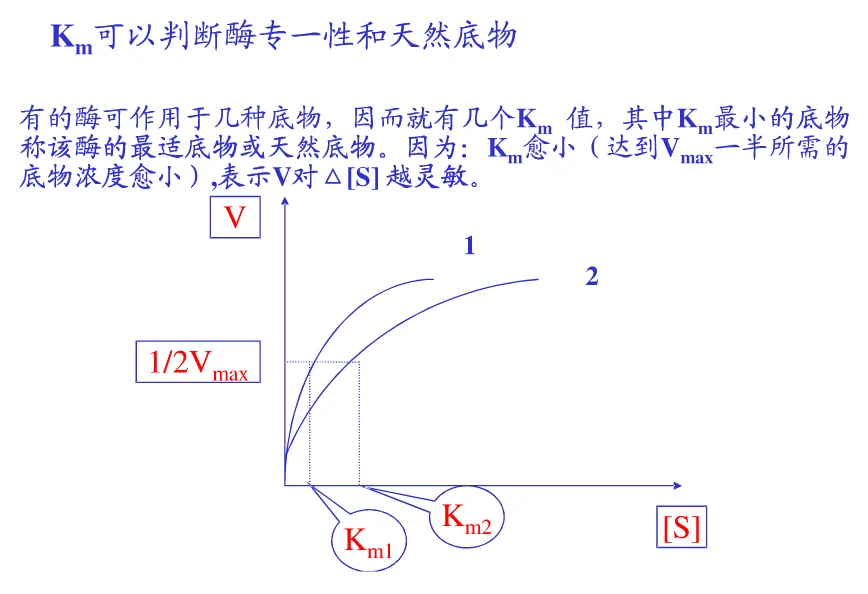 Km可以判断酶专一性和天然底物
有的酶可作用于几种底物，因而就有几个Km 值，其中Km最小的底物
称该酶的最适底物或天然底物。因为：Km愈小（达到Vmax一半所需的
底物浓度愈小）,表示V对△[S]越灵敏。
V
1
2
1/2Vmax
Km1
Km2
[S]